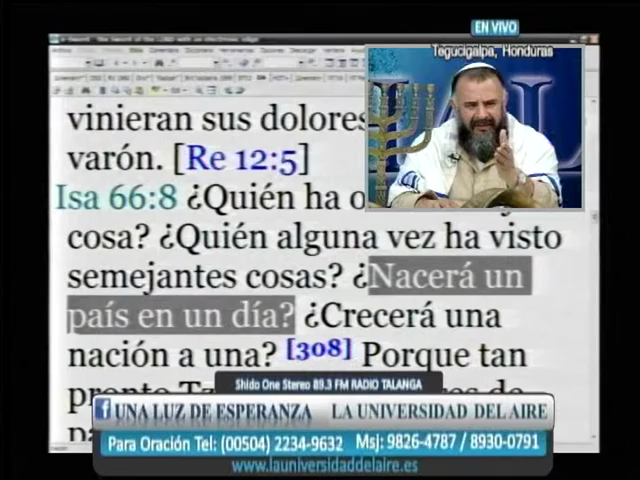 EN VIVO
Tegucigalpa, Honduras
vinieran sus dolores
varón. [Re 12:5]
Isa 66:8 ¿Quién ha
cosa? ¿Quién alguna vez ha visto
semejantes cosas? ¿Nacerá un
país en un día? ¿Crecerá una
nación a una? [308] Porque tan
Shido One Stereo 89.3 FM RADIO TALANGA
f UNA LUZ DE ESPERANZA LA UNIVERSIDAD DEL AIRE
Para Oración Tel: (00504) 2234-9632 Msj: 9826-4787 / 8930-0791
www.launiversidaddelaire.es